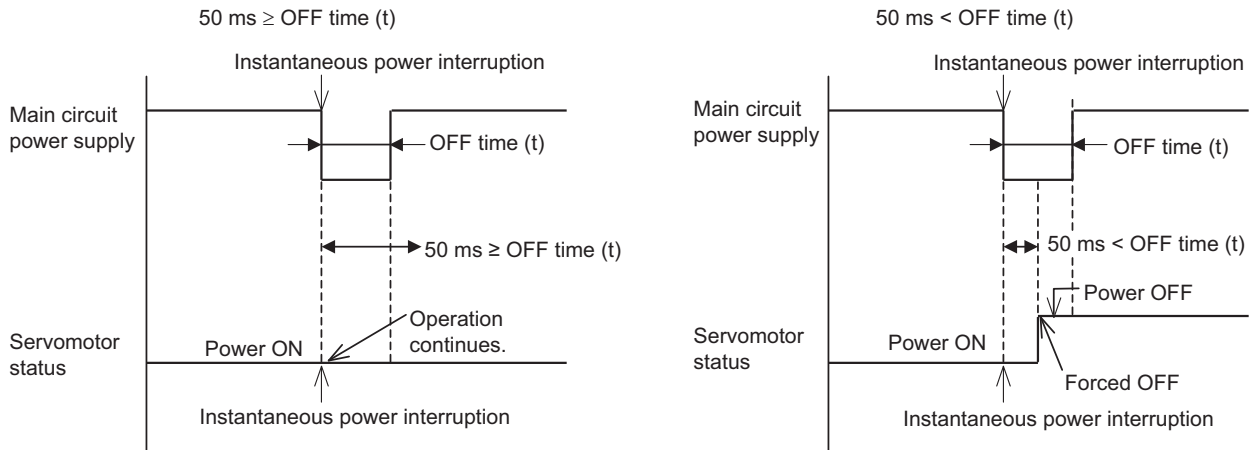 50 ms ≥ OFF time (t)
Instantaneous power interruption
Main circuit
power supply
OFF time (t)
50 ms ≥ OFF time (t)
Operation
continues.
Servomotor
status
Power ON
Instantaneous power interruption
50 ms < OFF time (t)
Instantaneous power interruption
Main circuit
power supply
OFF time (t)
50 ms < OFF time (t)
Power OFF
Servomotor
status
Power ON
Forced OFF
Instantaneous power interruption